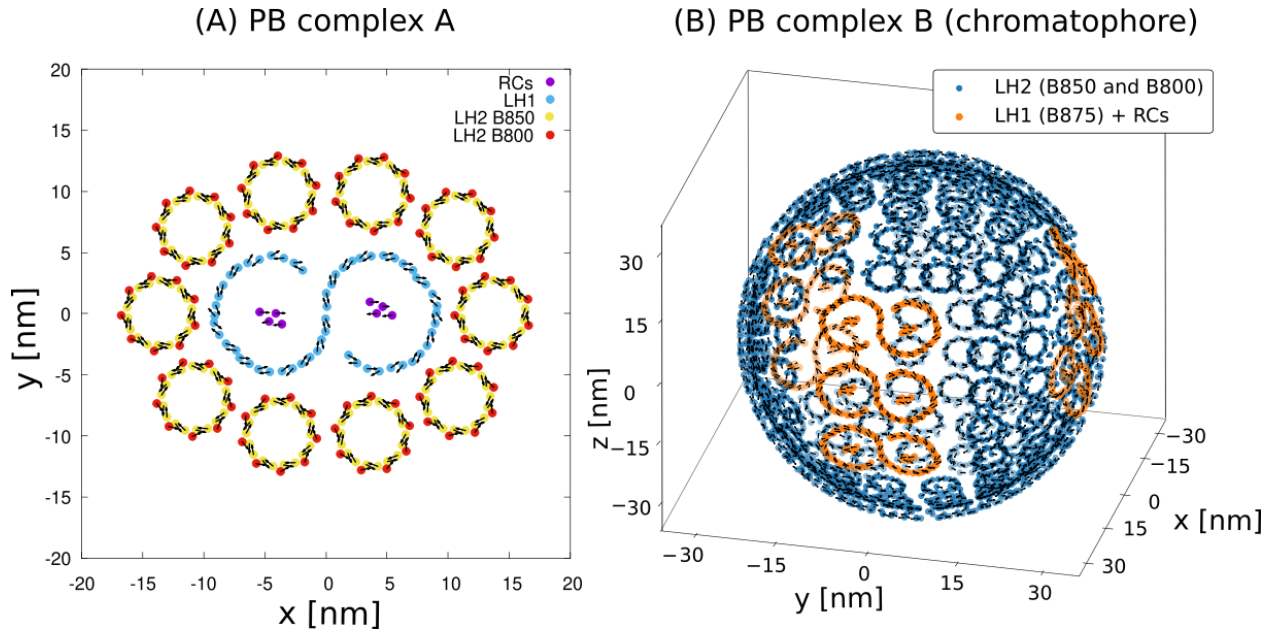 (A) PB complex A
(B) PB complex B (chromatophore)
20
15
10
5
0
-5
-10
-15
-20
y [nm]
-20
-15
-10
-5
0
5
10
15
20
x [nm]
RCs
LH1
LH2 B850
LH2 B800
LH2 (B850 and B800)
LH1 (B875) + RCs
30
15
0
−15
−30
z [nm]
−30
−15
0
15
30
y [nm]
−30
−15
0
15
30
x [nm]